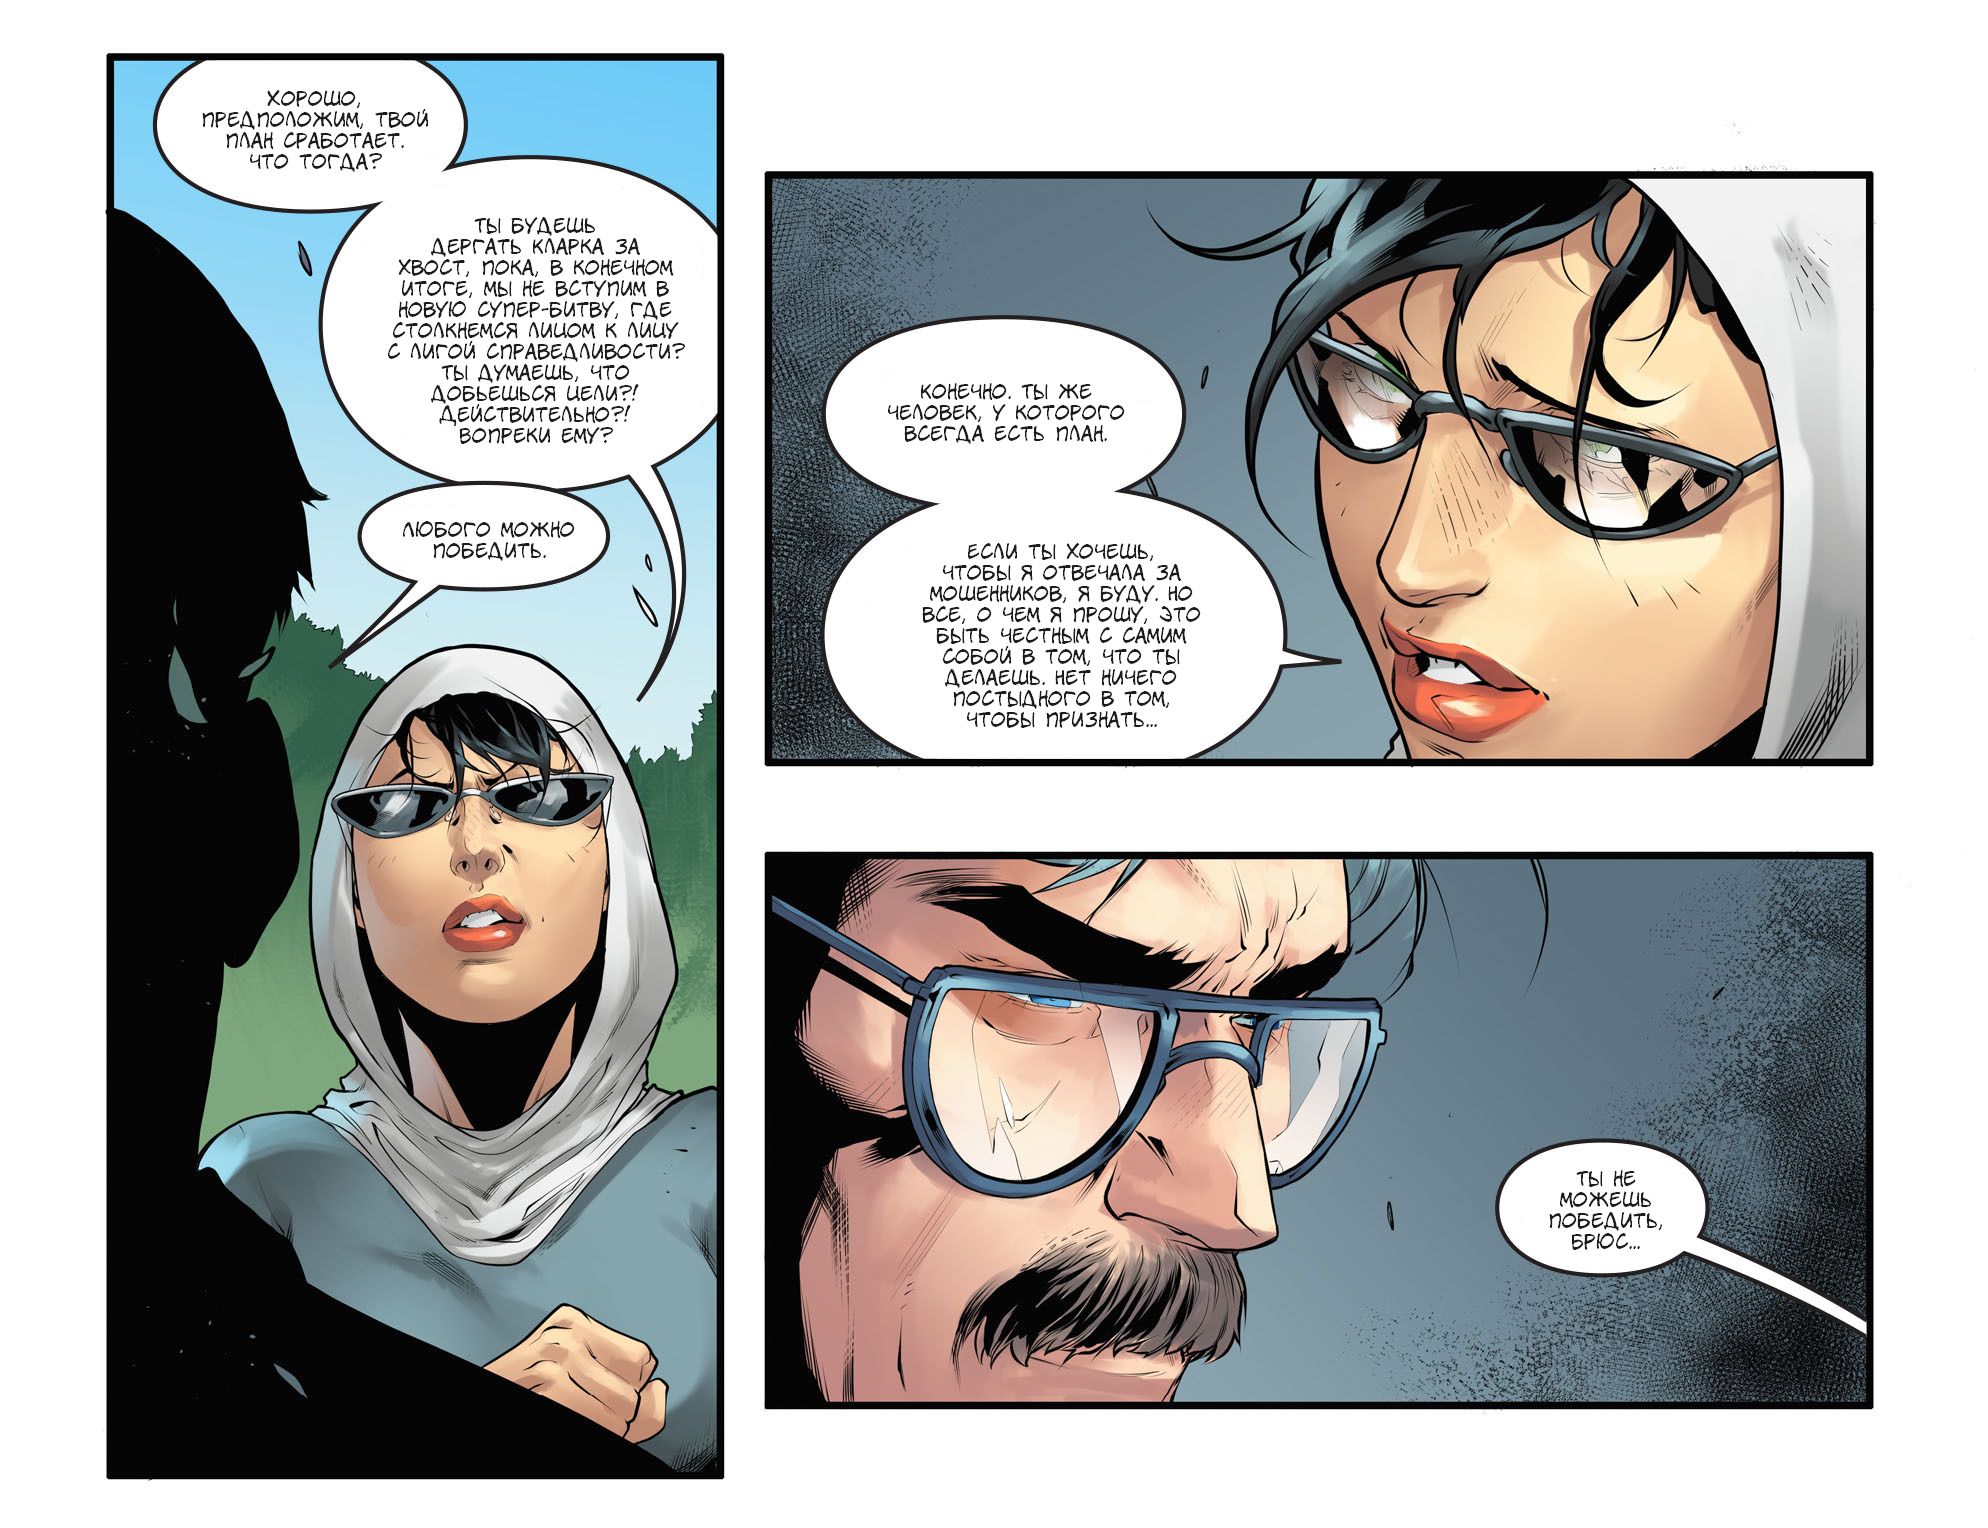 ХОРОШО,
ПРЕДПОЛОЖИМ, ТВОЙ
ПЛАН СРАБОТАЕТ.
ЧТО ТОГДА?
ТЫ БУДЕШЬ
ДЕРГАТЬ КЛАРКА ЗА
ХВОСТ, ПОКА, В КОНЕЧНОМ
ИТОГЕ, МЫ НЕ ВСТУПИМ В
НОВУЮ СУПЕР-БИТВУ, ГДЕ
СТОЛКНЕМСЯ ЛИЦОМ К ЛИЦУ
С ЛИГОЙ СПРАВЕДЛИВОСТИ?
ТЫ ДУМАЕШЬ, ЧТО
ДОБЬЕШЬСЯ ЦЕЛИ?!
ДЕЙСТВИТЕЛЬНО?!
ВОПРЕКИ ЕМУ?
ЛЮБОГО МОЖНО
ПОБЕДИТЬ.
КОНЕЧНО. ТЫ ЖЕ
ЧЕЛОВЕК, У КОТОРОГО
ВСЕГДА ЕСТЬ ПЛАН.
ЕСЛИ ТЫ ХОЧЕШЬ,
ЧТОБЫ Я ОТВЕЧАЛА ЗА
МОШЕННИКОВ, Я БУДУ. НО
ВСЕ, О ЧЕМ Я ПРОШУ, ЭТО
БЫТЬ ЧЕСТНЫМ С САМИМ
СОБОЙ В ТОМ, ЧТО ТЫ
ДЕЛАЕШЬ. НЕТ НИЧЕГО
ПОСТЫДНОГО В ТОМ,
ЧТОБЫ ПРИЗНАТЬ...
ТЫ НЕ
МОЖЕШЬ
ПОБЕДИТЬ,
БРЮС...